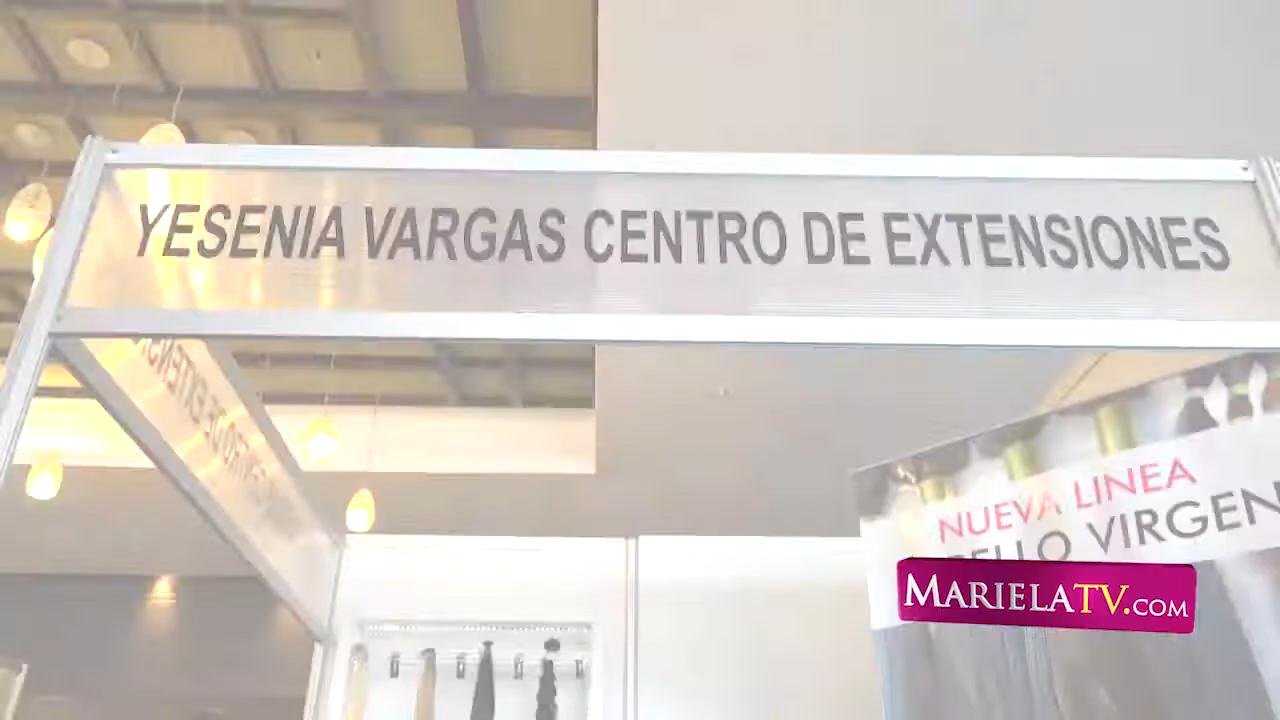 YESENIA VARGAS CENTRO DE EXTENSIONES
NUEVA LINEA
VIRGEN
MARIELATV.COM